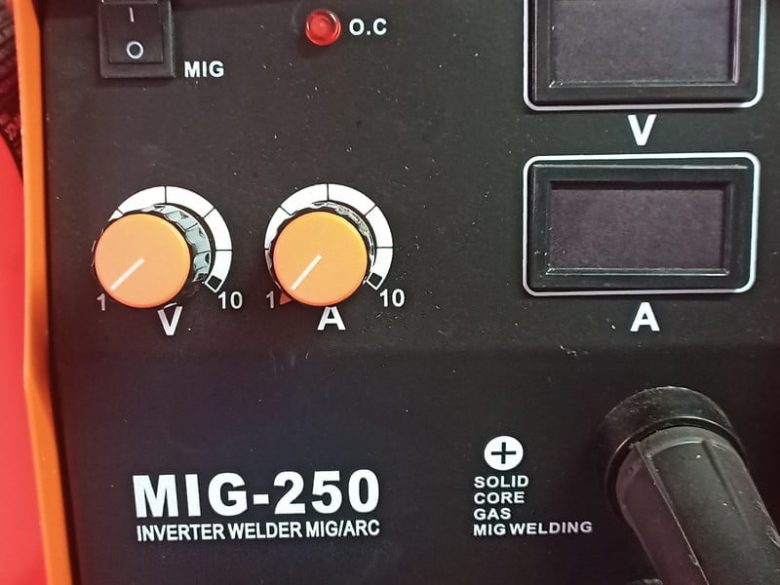 O.C
MIG
V
1
10
V
1
10
A
A
MIG-250
INVERTER WELDER MIG/ARC
SOLID
CORE
GAS
MIG WELDING